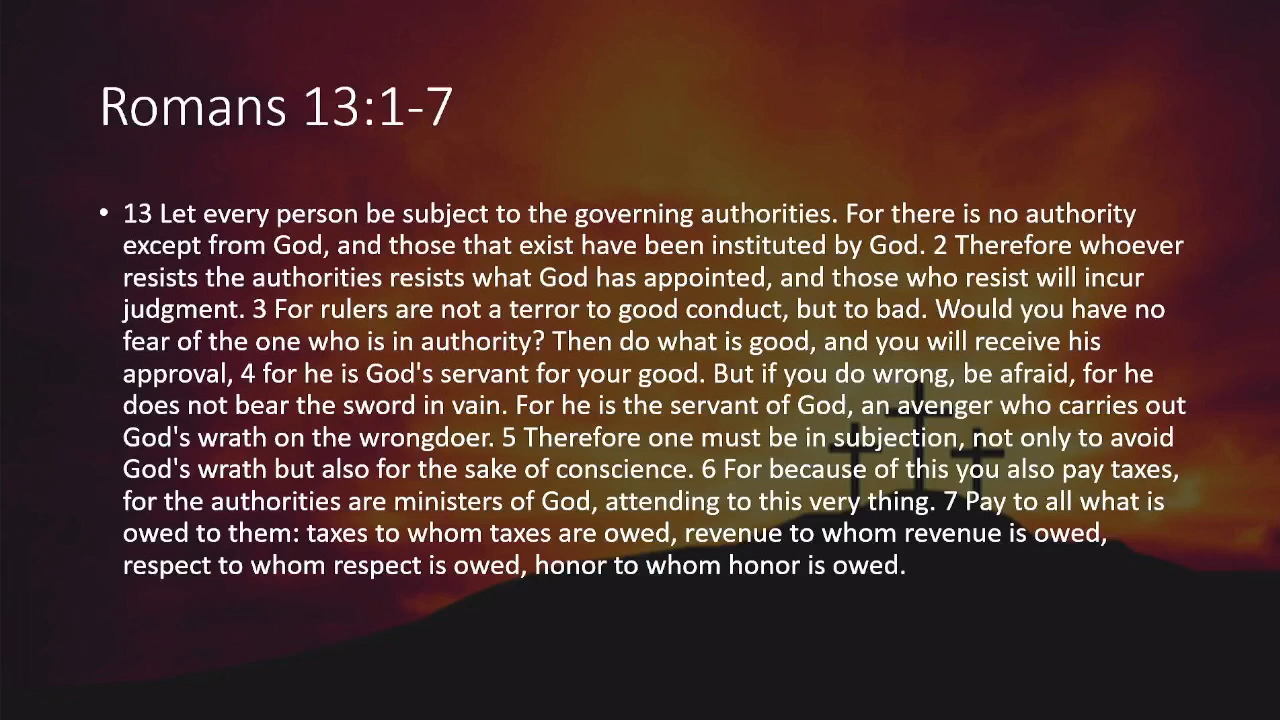 Romans 13:1-7
• 13 Let every person be subject to the governing authorities. For there is no authority
except from God, and those that exist have been instituted by God. 2 Therefore whoever
resists the authorities resists what God has appointed, and those who resist will incur
judgment. 3 For rulers are not a terror to good conduct, but to bad. Would you have no
fear of the one who is in authority? Then do what is good, and you will receive his
approval, 4 for he is God's servant for your good. But if you do wrong, be afraid, for he
does not bear the sword in vain. For he is the servant of God, an avenger who carries out
God's wrath on the wrongdoer. 5 Therefore one must be in subjection, not only to avoid
God's wrath but also for the sake of conscience. 6 For because of this you also pay taxes,
for the authorities are ministers of God, attending to this very thing. 7 Pay to all what is
owed to them: taxes to whom taxes are owed, revenue to whom revenue is owed,
respect to whom respect is owed, honor to whom honor is owed.